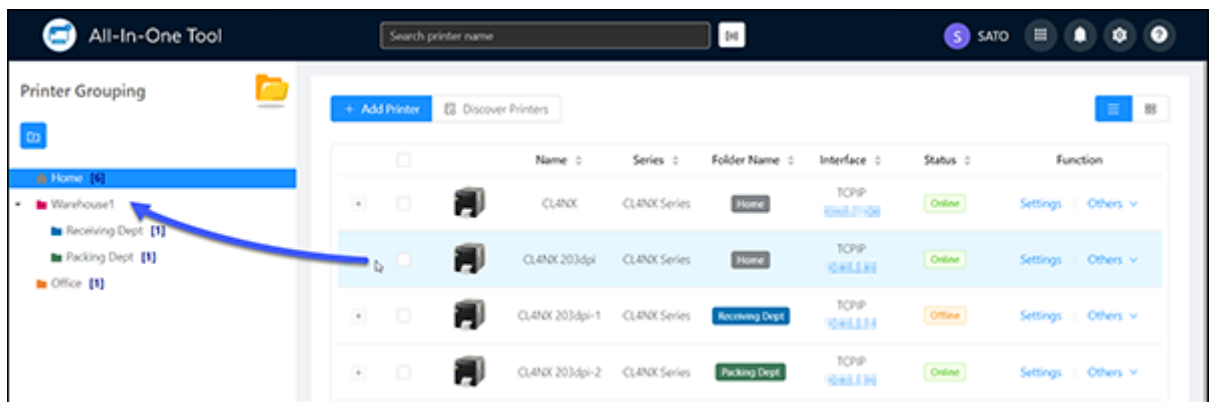 All-In-One Tool
Search printer name
S SATO
Printer Grouping
+ Add Printer
Discover Printers
Name Series Folder Name Interface Status Function
Home [6]
Warehouse1
Receiving Dept [1]
Packing Dept [1]
Office [1]
CL4NX CL4NX Series Home TCPIP Online Settings Others
CL4NX 203dpi CL4NX Series Home TCPIP Online Settings Others
CL4NX 203dpi-1 CL4NX Series Receiving Dept TCPIP Offline Settings Others
CL4NX 203dpi-2 CL4NX Series Packing Dept TCPIP Online Settings Others